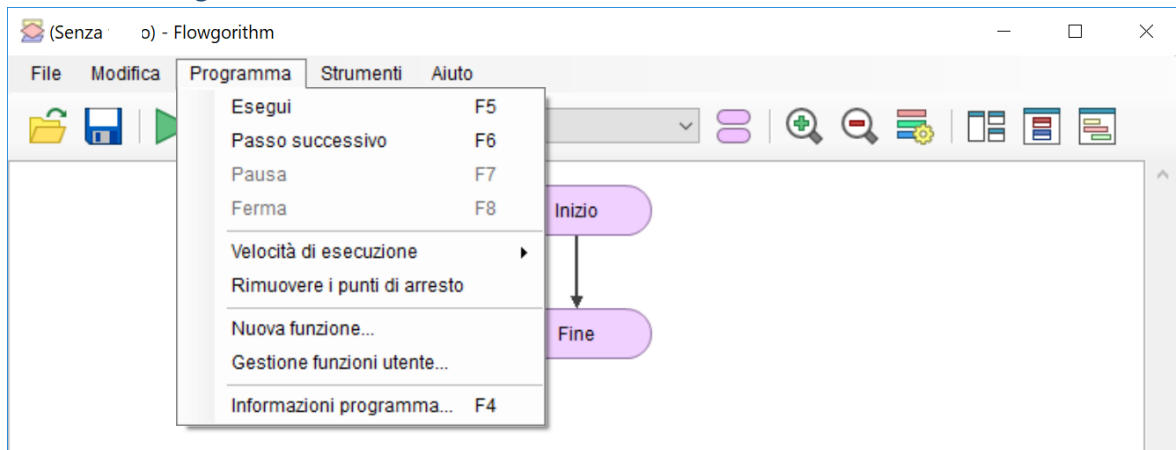 (Senza o) - Flowgorithm
File Modifica Programma Strumenti Aiuto
Esegui F5
Passo successivo F6
Pausa F7
Ferma F8
Velocità di esecuzione
Rimuovere i punti di arresto
Nuova funzione...
Gestione funzioni utente...
Informazioni programma... F4
Inizio
Fine